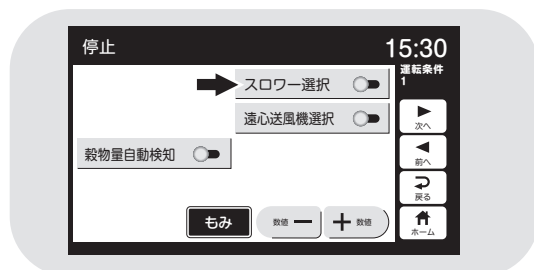 停止
15:30
運転条件
1
スロワー選択
遠心送風機選択
穀物量自動検知
もみ
数値 ー
＋ 数値
次へ
前へ
戻る
ホーム